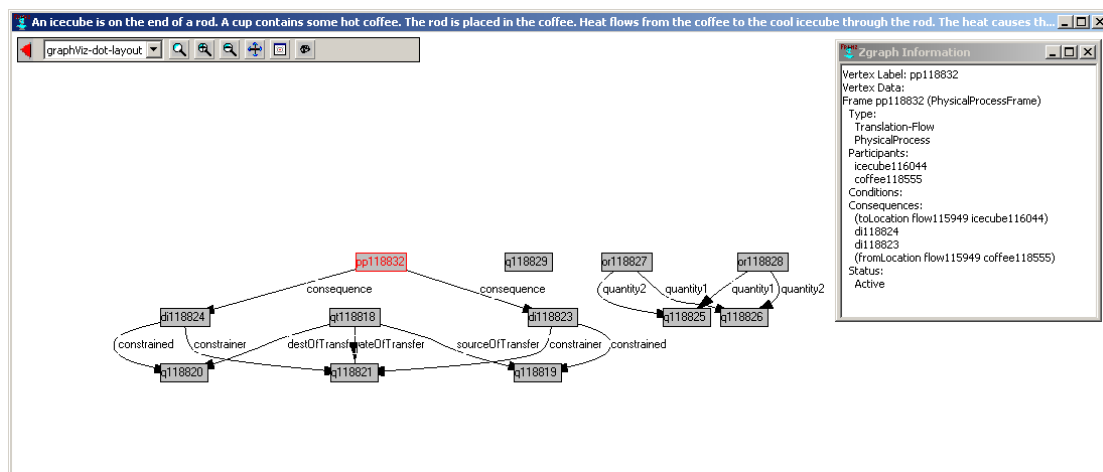 An icecube is on the end of a rod. A cup contains some hot coffee. The rod is placed in the coffee. Heat flows from the coffee to the cool icecube through the rod. The heat causes th...
graphViz-dot-layout
Zgraph Information
Vertex Label: pp118832
Vertex Data:
Frame pp118832 (PhysicalProcessFrame)
Type:
Translation-Flow
PhysicalProcess
Participants:
icecube116044
coffee118555
Conditions:
Consequences:
(toLocation flow115949 icecube116044)
di118824
di118823
(fromLocation flow115949 coffee118555)
Status:
Active
pp118832 q118829 or118827 or118828
consequence consequence quantity2 quantity1 quantity1 quantity2
di118824 qt118818 di118823 q118825 q118826
constrained constrainer destOfTransfe ateOfTransfer sourceOfTransfer constrainer constrained
q118820 q118821 q118819